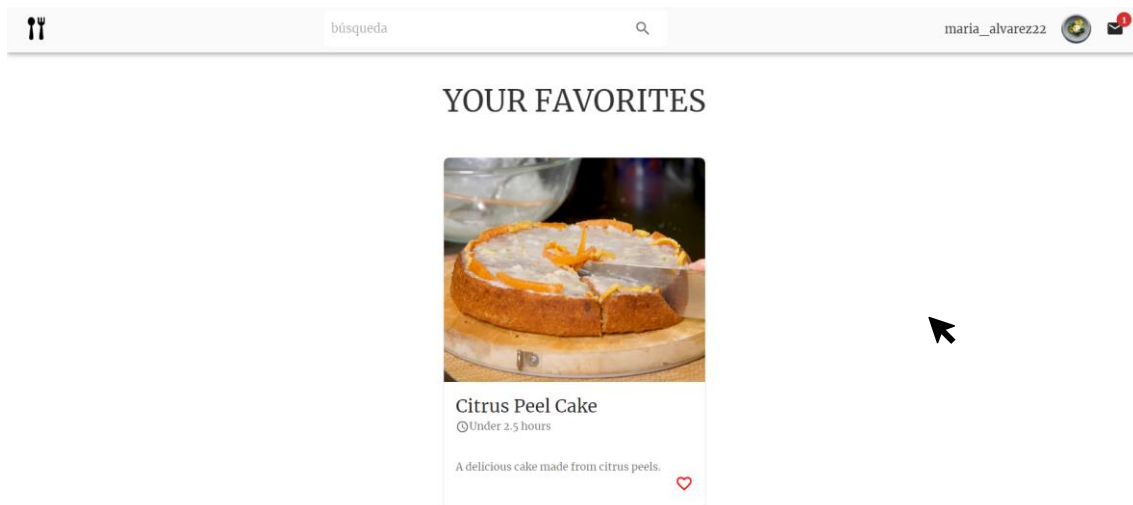 búsqueda
maria_alvarez22
1
YOUR FAVORITES
Citrus Peel Cake
Under 2.5 hours
A delicious cake made from citrus peels.